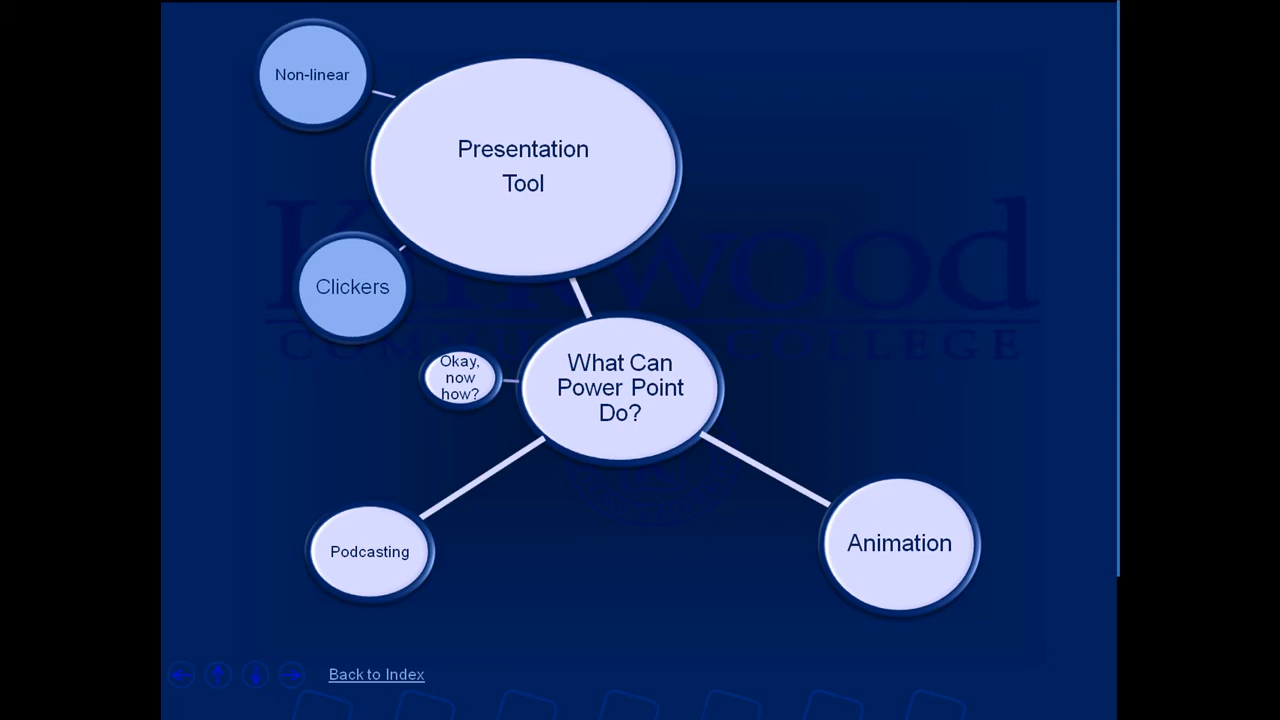 Non-linear
Presentation
Tool
Clickers
Okay,
now
how?
What Can
Power Point
Do?
Podcasting
Animation
Back to Index